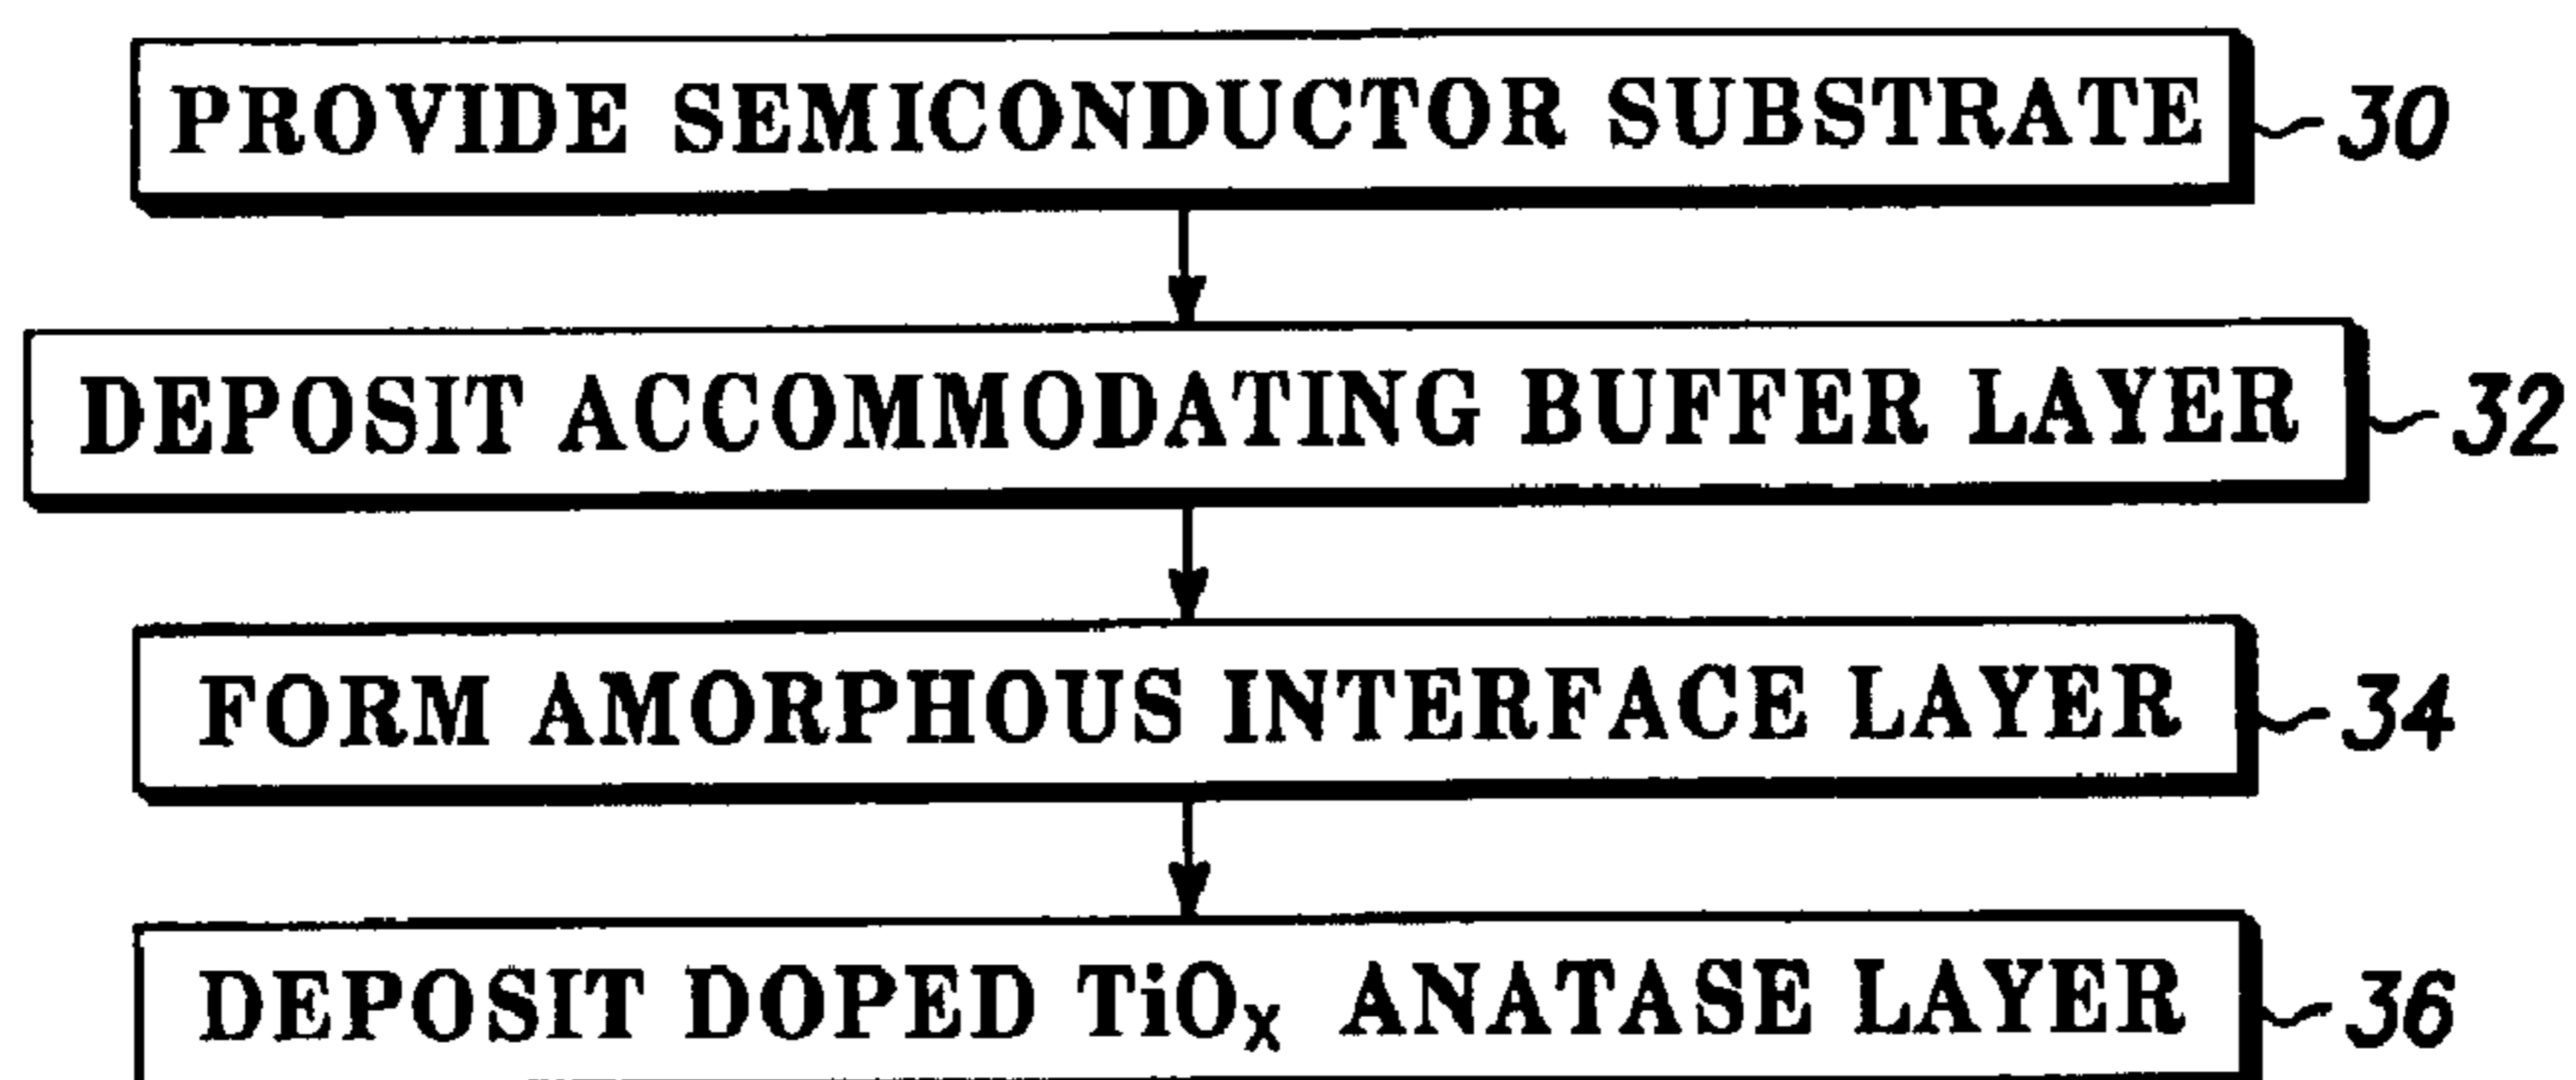 PROVIDE SEMICONDUCTOR SUBSTRATE 30
DEPOSIT ACCOMMODATING BUFFER LAYER 32
FORM AMORPHOUS INTERFACE LAYER 34
DEPOSIT DOPED TiOx ANATASE LAYER 36